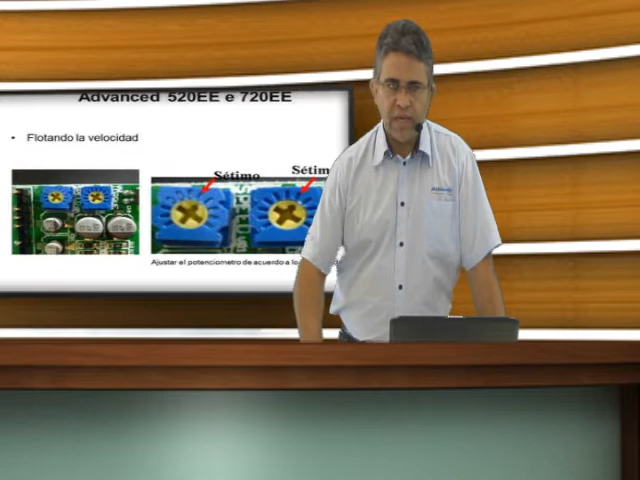 Advanced 520EE e 720EE
• Flotando la velocidad
Sétimo
Sétim
Ajustar el potenciometro de acuerdo a lo